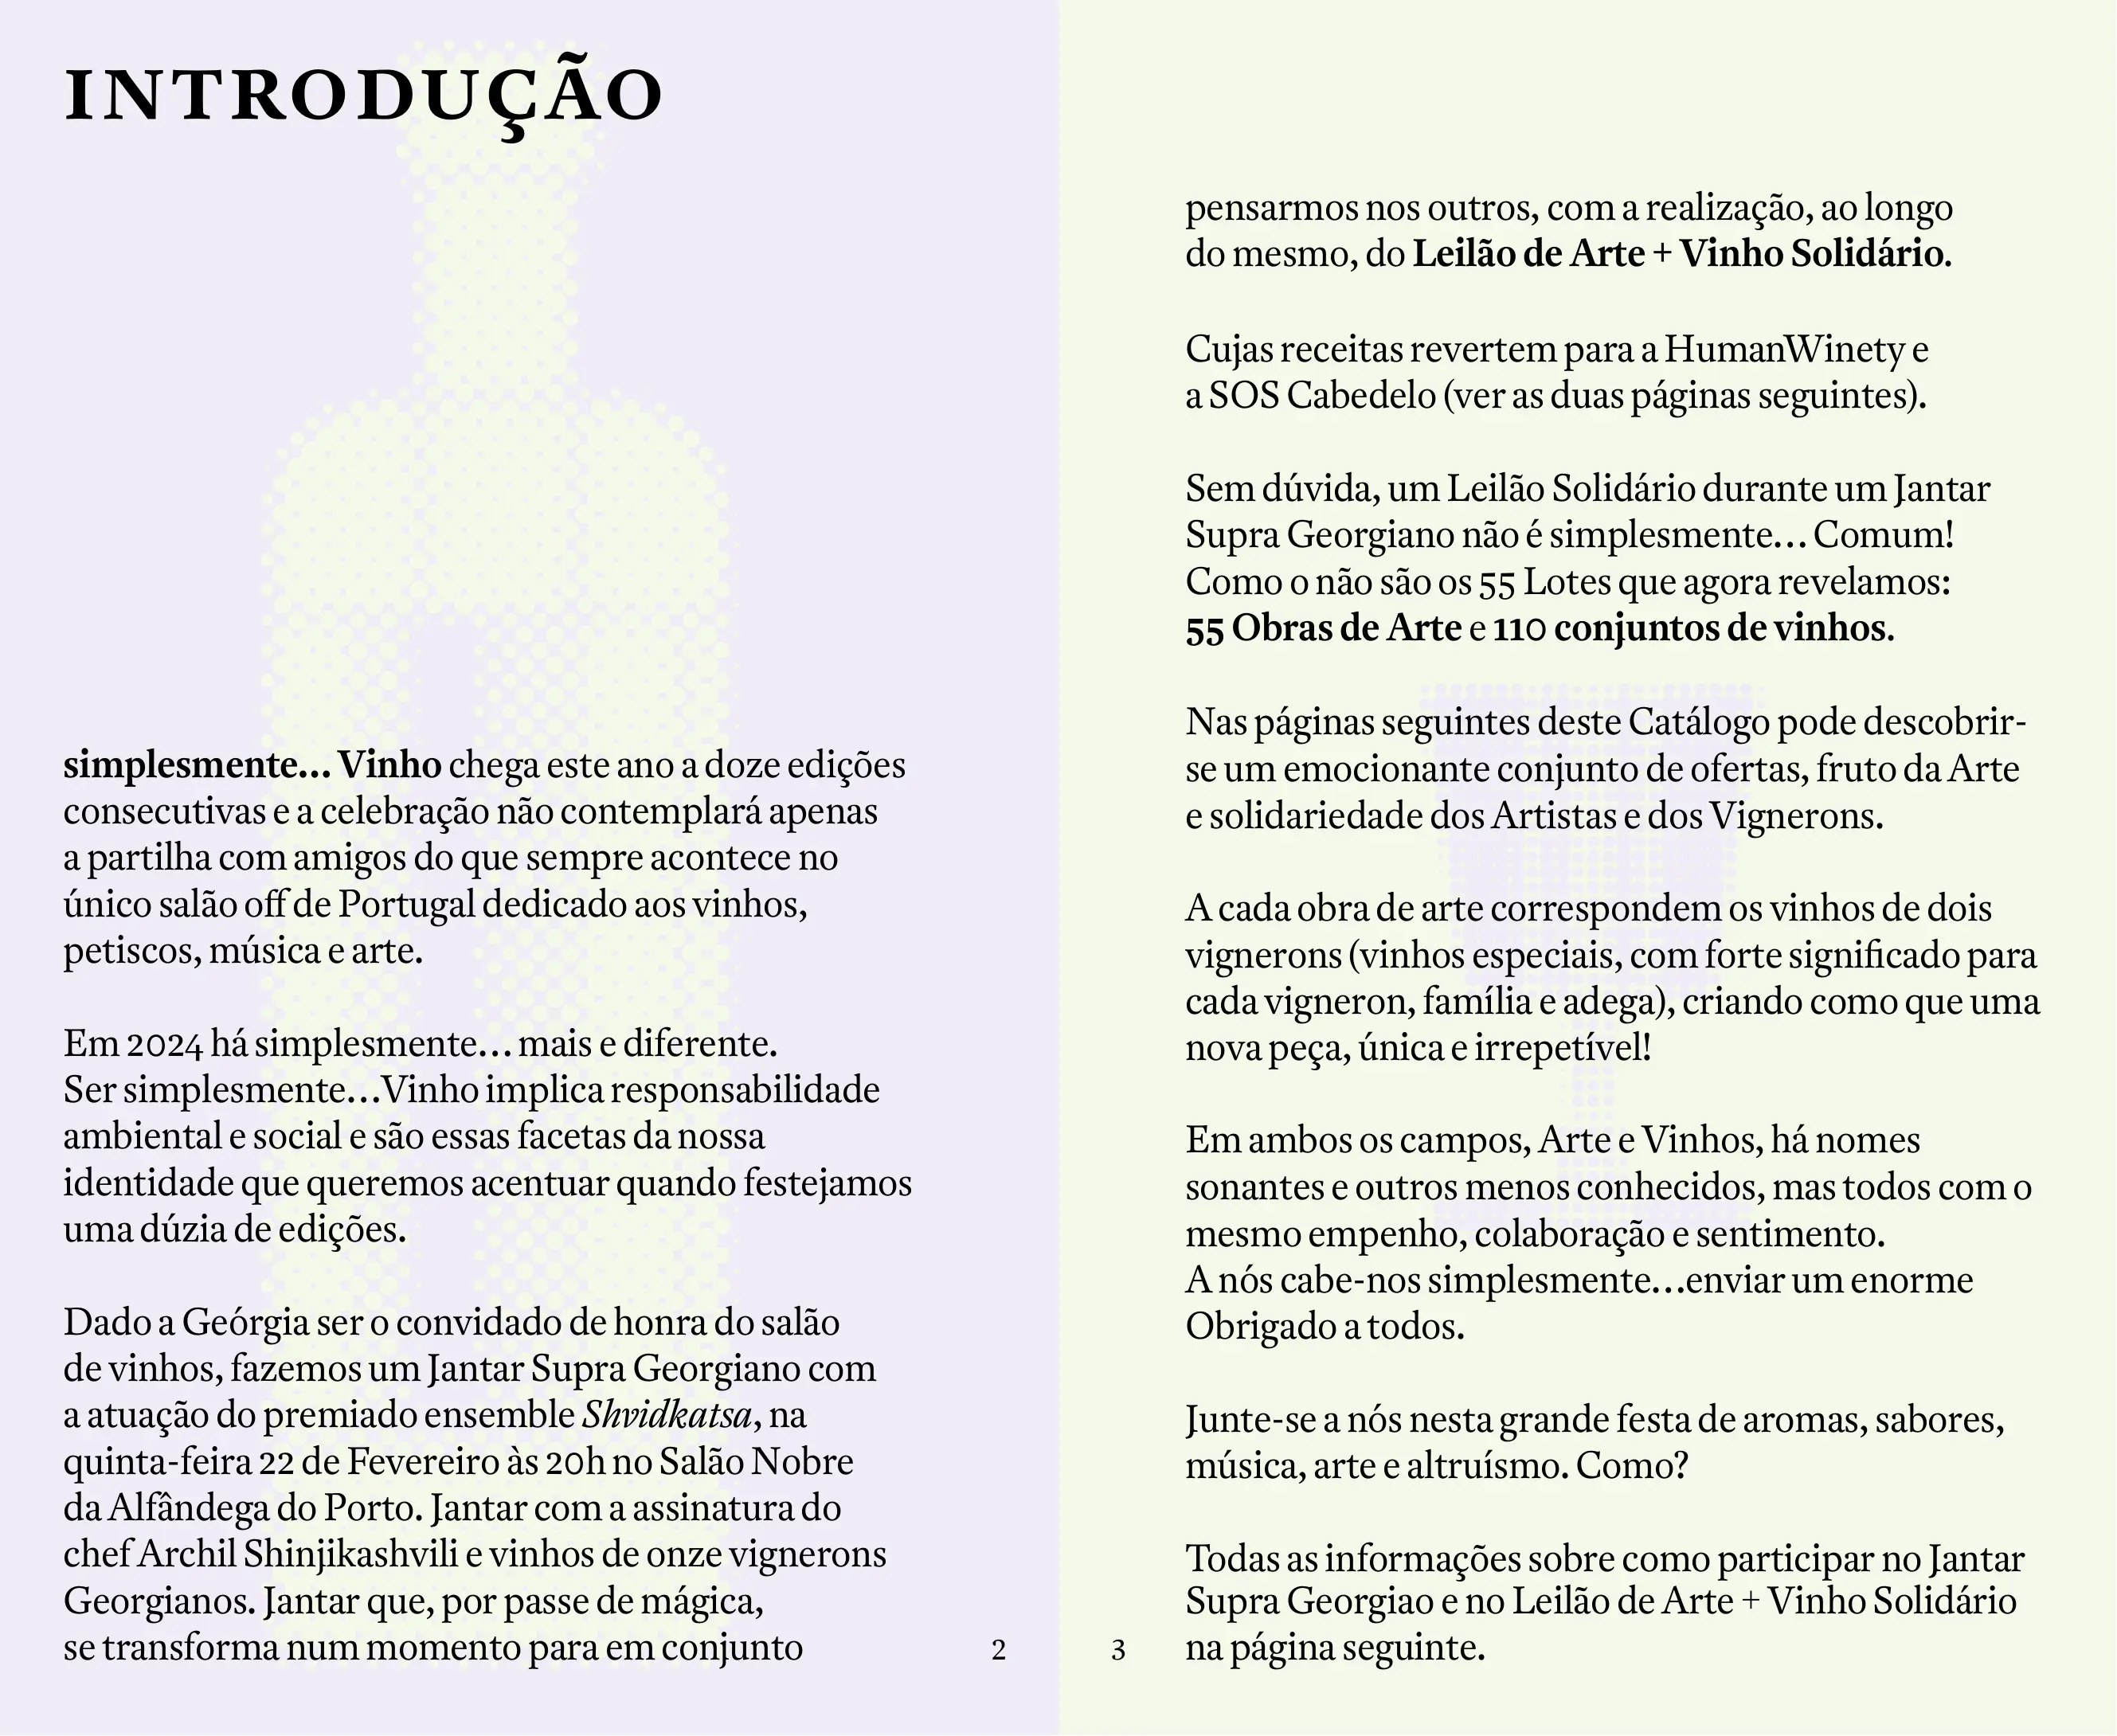 INTRODUÇÃO
simplesmente... Vinho chega este ano a doze edições
consecutivas e a celebração não contemplará apenas
a partilha com amigos do que sempre acontece no
único salão off de Portugal dedicado aos vinhos,
petiscos, música e arte.
Em 2024 há simplesmente... mais e diferente.
Ser simplesmente...Vinho implica responsabilidade
ambiental e social e são essas facetas da nossa
identidade que queremos acentuar quando festejamos
uma dúzia de edições.
Dado a Geórgia ser o convidado de honra do salão
de vinhos, fazemos um Jantar Supra Georgiano com
a atuação do premiado ensemble Shvidkatsa, na
quinta-feira 22 de Fevereiro às 20h no Salão Nobre
da Alfândega do Porto. Jantar com a assinatura do
chef Archil Shinjikashvili e vinhos de onze vignerons
Georgianos. Jantar que, por passe de mágica,
se transforma num momento para em conjunto
2
pensarmos nos outros, com a realização, ao longo
do mesmo, do Leilão de Arte + Vinho Solidário.
Cujas receitas revertem para a HumanWinety e
a SOS Cabedelo (ver as duas páginas seguintes).
Sem dúvida, um Leilão Solidário durante um Jantar
Supra Georgiano não é simplesmente... Comum!
Como o não são os 55 Lotes que agora revelamos:
55 Obras de Arte e 110 conjuntos de vinhos.
Nas páginas seguintes deste Catálogo pode descobrir-
se um emocionante conjunto de ofertas, fruto da Arte
e solidariedade dos Artistas e dos Vignerons.
A cada obra de arte correspondem os vinhos de dois
vignerons (vinhos especiais, com forte significado para
cada vigneron, família e adega), criando como que uma
nova peça, única e irrepetível!
Em ambos os campos, Arte e Vinhos, há nomes
sonantes e outros menos conhecidos, mas todos com o
mesmo empenho, colaboração e sentimento.
A nós cabe-nos simplesmente...enviar um enorme
Obrigado a todos.
Junte-se a nós nesta grande festa de aromas, sabores,
música, arte e altruísmo. Como?
Todas as informações sobre como participar no Jantar
Supra Georgiao e no Leilão de Arte + Vinho Solidário
na página seguinte.
3